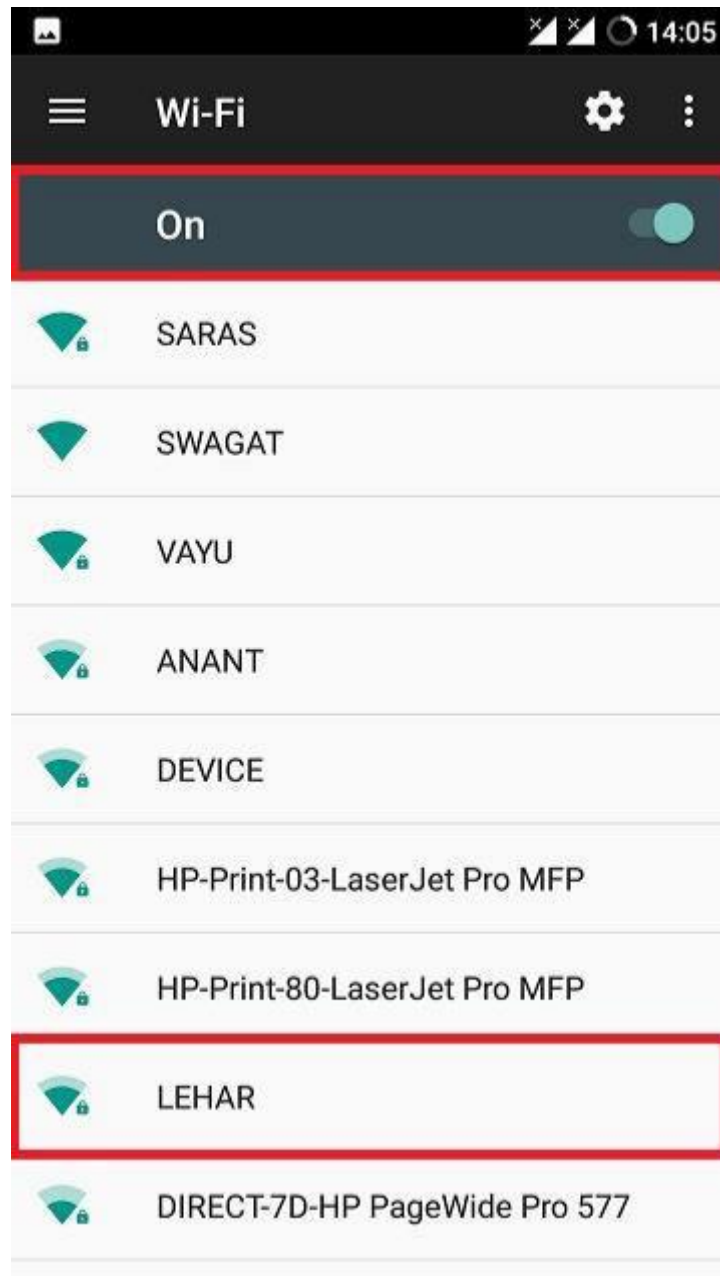 14:05
Wi-Fi
On
SARAS
SWAGAT
VAYU
ANANT
DEVICE
HP-Print-03-LaserJet Pro MFP
HP-Print-80-LaserJet Pro MFP
LEHAR
DIRECT-7D-HP PageWide Pro 577